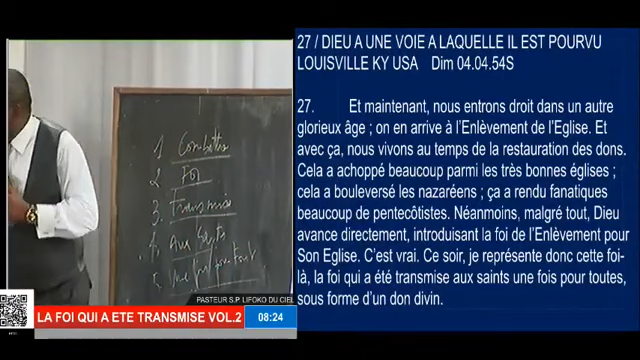 27 / DIEU A UNE VOIE A LAQUELLE IL EST POURVU
LOUISVILLE KY USA Dim 04.04.54S
27. Et maintenant, nous entrons droit dans un autre
glorieux âge ; on en arrive à l'Enlèvement de l'Eglise. Et
avec ça, nous vivons au temps de la restauration des dons.
Cela a achoppé beaucoup parmi les très bonnes églises ;
cela a bouleversé les nazaréens ; ça a rendu fanatiques
beaucoup de pentecôtistes. Néanmoins, malgré tout, Dieu
avance directement, introduisant la foi de l'Enlèvement pour
Son Eglise. C'est vrai. Ce soir, je représente donc cette foi-
là, la foi qui a été transmise aux saints une fois pour toutes,
sous forme d'un don divin.
1 Combattre
2 Foi
3. Transmise
4. Aux
5. Une fois pour tout
PASTEUR S.P. LIFOKO DU CIEL
LA FOI QUI A ETE TRANSMISE VOL.2
08:24